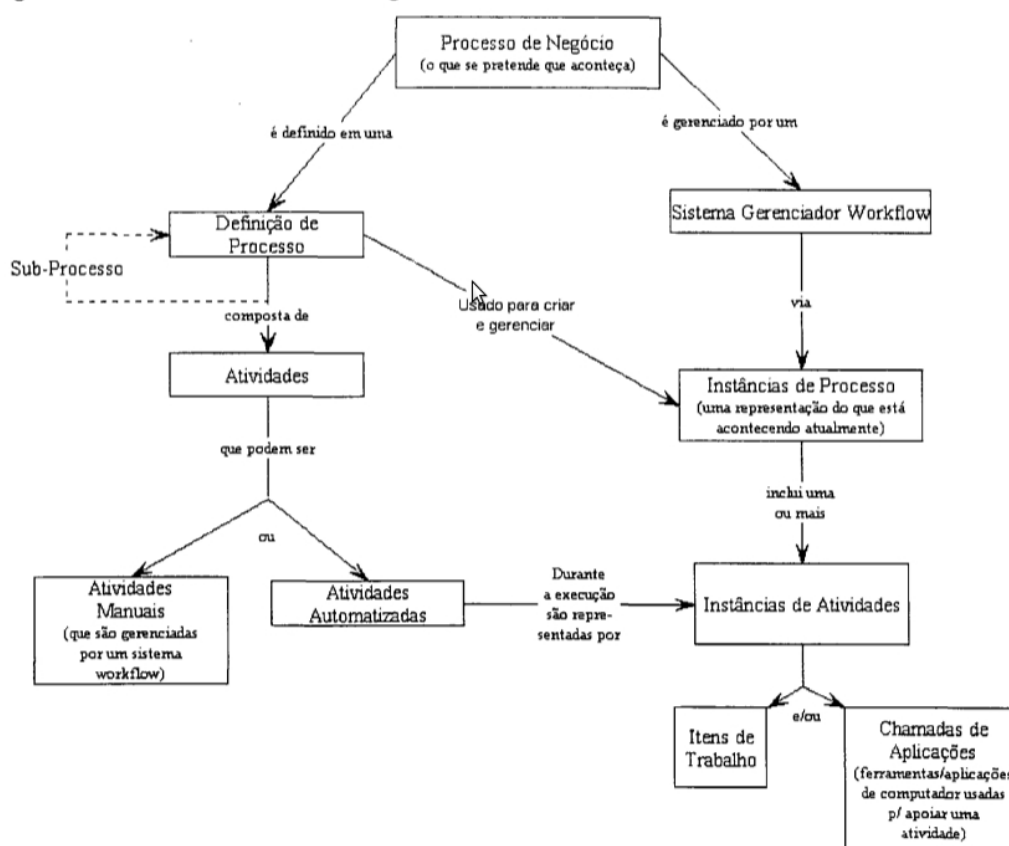 Processo de Negócio
(o que se pretende que aconteça)
é definido em uma
é gerenciado por um
Definição de
Processo
Sistema Gerenciador Workflow
Sub-Processo
Usado para criar
e gerenciar
via
composta de
Atividades
Instâncias de Processo
(uma representação do que está
acontecendo atualmente)
que podem ser
inclui uma
ou mais
ou
Atividades
Manuais
(que são gerenciadas
por um sistema
workflow)
Atividades
Automatizadas
Durante
a execução
são repre-
sentadas por
Instâncias de Atividades
e/ou
Itens de
Trabalho
Chamadas de
Aplicações
(ferramentas/aplicações
de computador usadas
p/ apoiar uma
atividade)